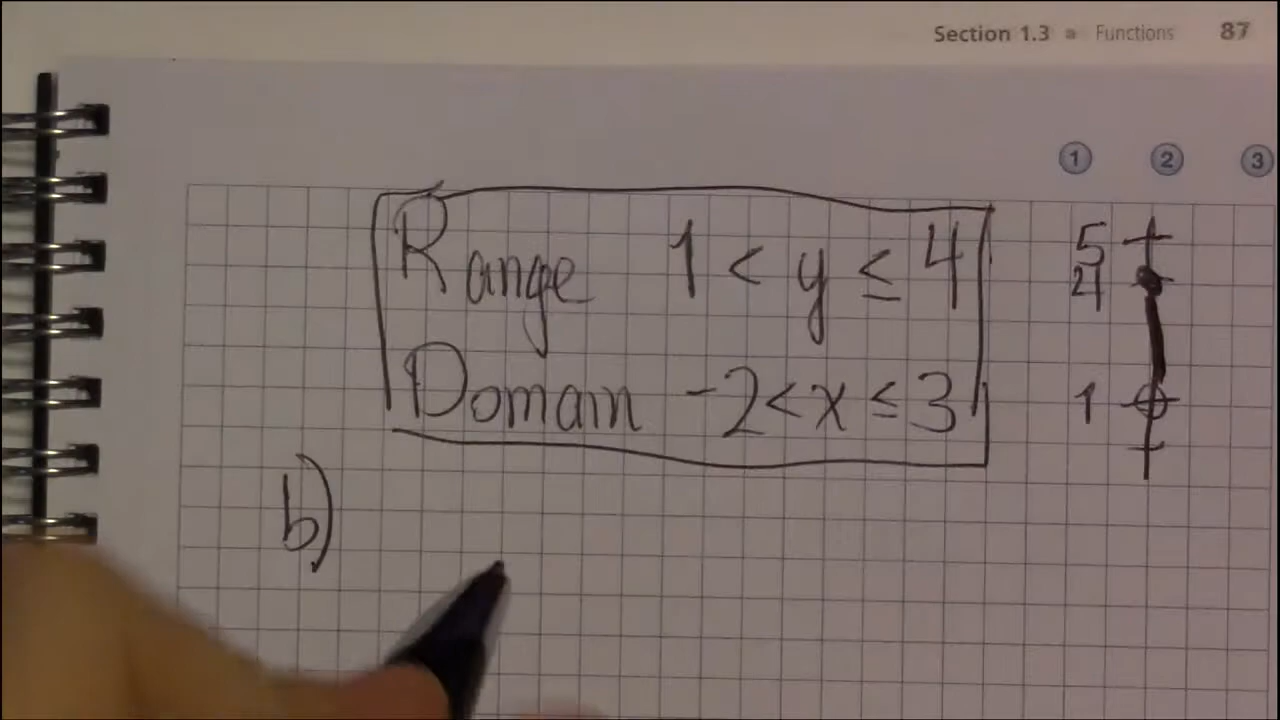 Section 1.3 ■ Functions 87
1 2 3
Range 1 < y ≤ 4
5
4
Domain -2 < x ≤ 3
1
b)